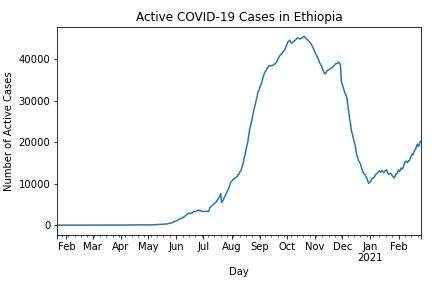 Active COVID-19 Cases in Ethiopia
Number of Active Cases
40000
30000
20000
10000
0
Feb Mar Apr May Jun Jul Aug Sep Oct Nov Dec Jan Feb
2021
Day